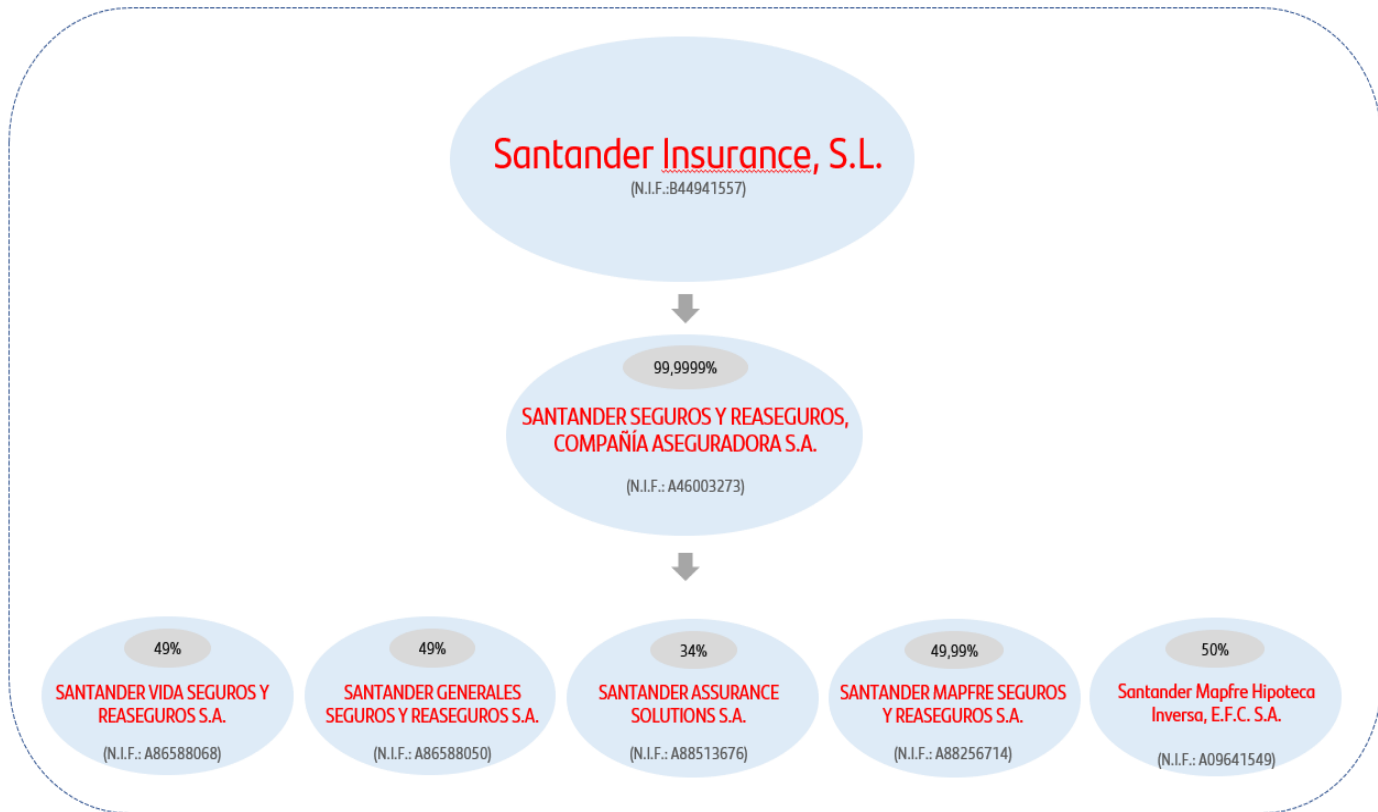 Santander Insurance, S.L.
(N.I.F.:B44941557)
99,9999%
SANTANDER SEGUROS Y REASEGUROS,
COMPAÑÍA ASEGURADORA S.A.
(N.I.F.: A46003273)
49%
SANTANDER VIDA SEGUROS Y
REASEGUROS S.A.
(N.I.F.: A86588068)
49%
SANTANDER GENERALES
SEGUROS Y REASEGUROS S.A.
(N.I.F.: A86588050)
34%
SANTANDER ASSURANCE
SOLUTIONS S.A.
(N.I.F.: A88513676)
49,99%
SANTANDER MAPFRE SEGUROS
Y REASEGUROS S.A.
(N.I.F.: A88256714)
50%
Santander Mapfre Hipoteca
Inversa, E.F.C. S.A.
(N.I.F.: A09641549)